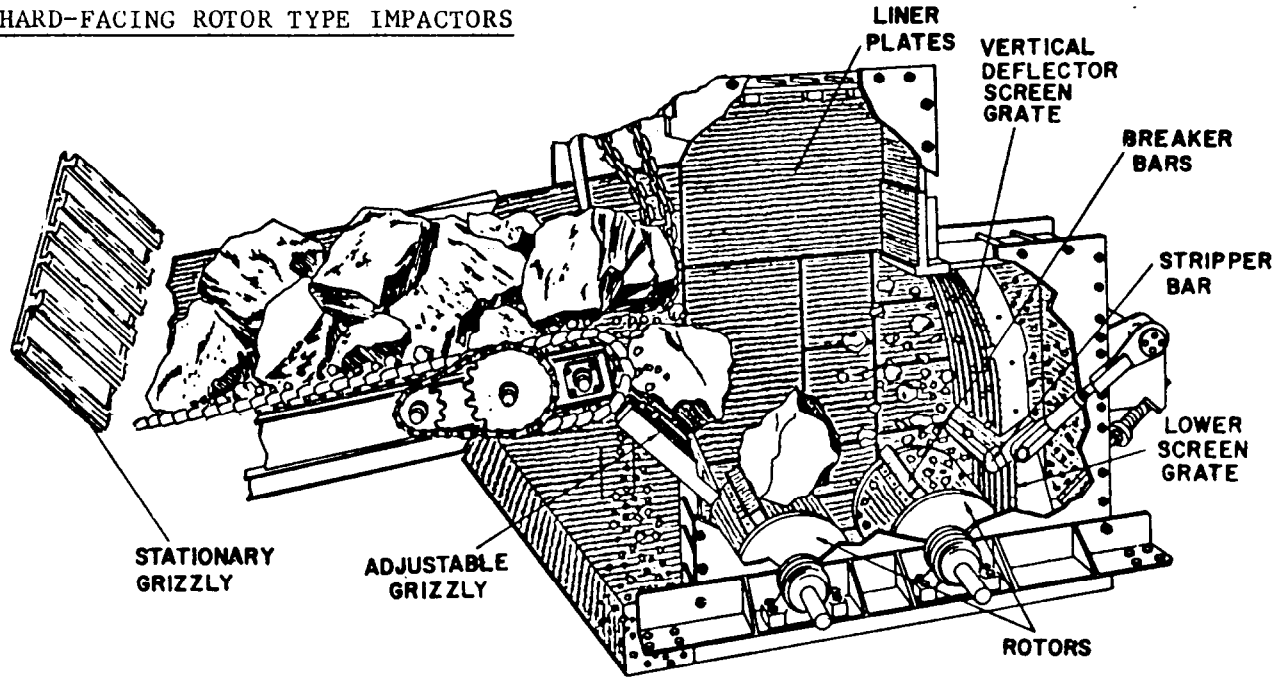 HARD-FACING ROTOR TYPE IMPACTORS
LINER
PLATES
VERTICAL
DEFLECTOR
SCREEN
GRATE
BREAKER
BARS
STRIPPER
BAR
LOWER
SCREEN
GRATE
STATIONARY
GRIZZLY
ADJUSTABLE
GRIZZLY
ROTORS